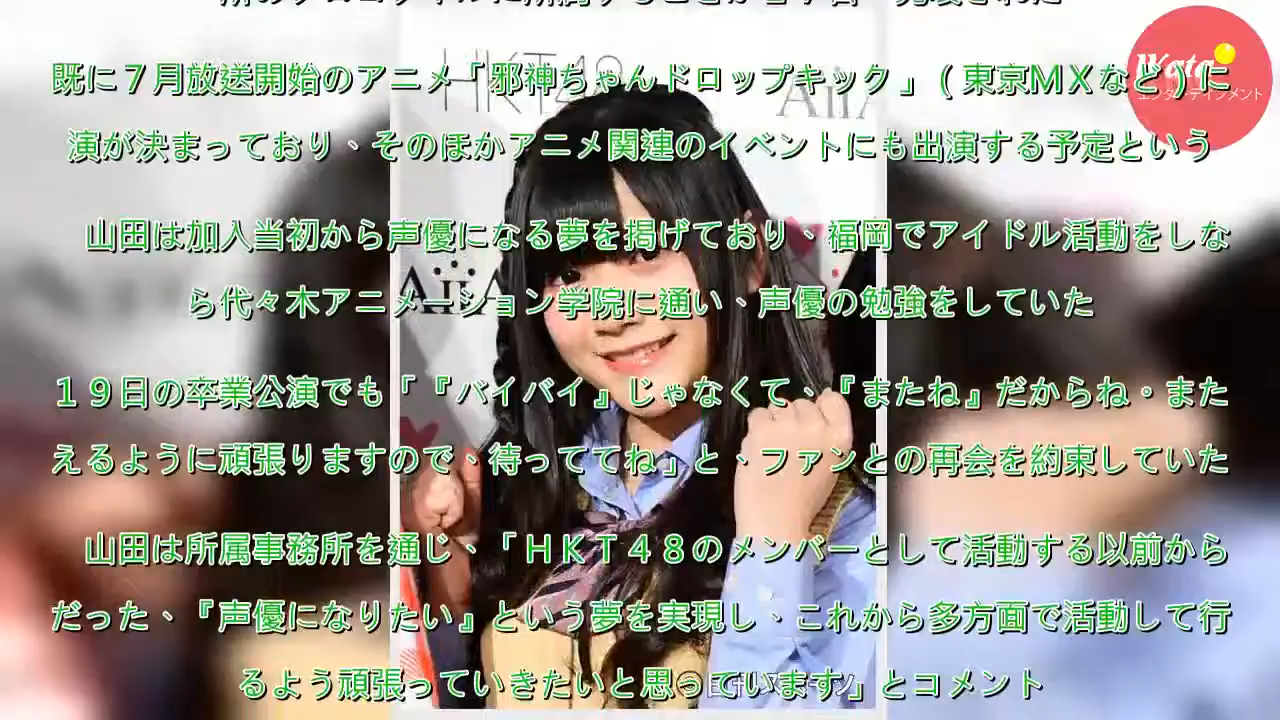 既に７月放送開始のアニメ「邪神ちゃんドロップキック」(東京ＭＸなど)に
演が決まっており、そのほかアニメ関連のイベントにも出演する予定という
山田は加入当初から声優になる夢を掲げており、福岡でアイドル活動をしな
ら代々木アニメーション学院に通い、声優の勉強をしていた
１９日の卒業公演でも「『バイバイ』じゃなくて、『またね』だからね・また
えるように頑張りますので、待っててね」と、ファンとの再会を約束していた
山田は所属事務所を通じ、「ＨＫＴ４８のメンバーとして活動する以前から
だった、『声優になりたい』という夢を実現し、これから多方面で活動して行
るよう頑張っていきたいと思っています」とコメント
HKT48
AiiA
AiiA
Wata
エンターテインメント